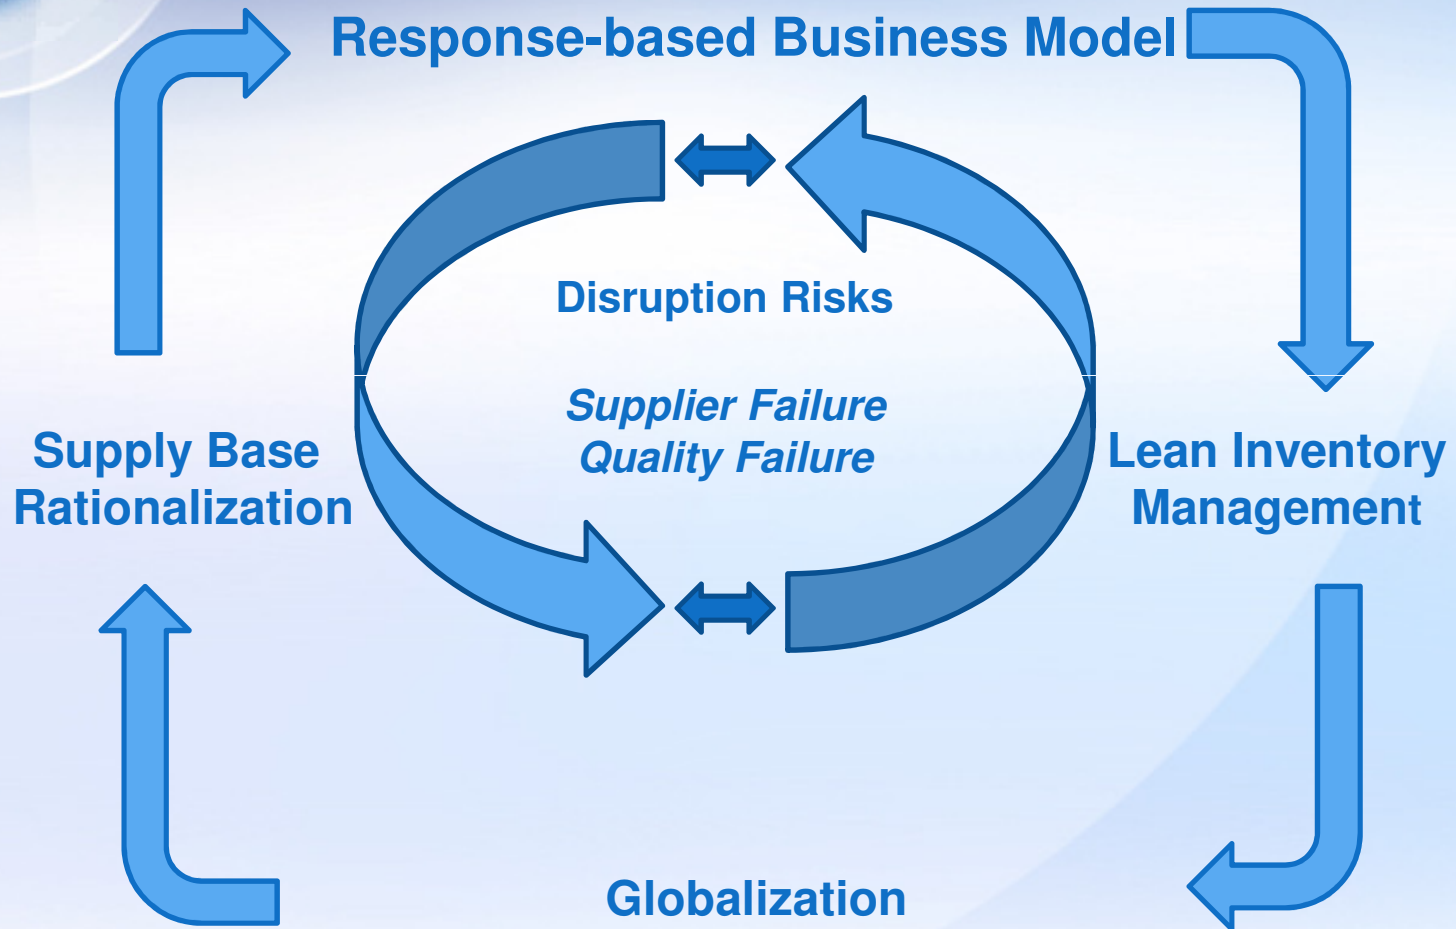 Response-based Business Model
Disruption Risks
Supplier Failure
Quality Failure
Supply Base
Rationalization
Lean Inventory
Management
Globalization